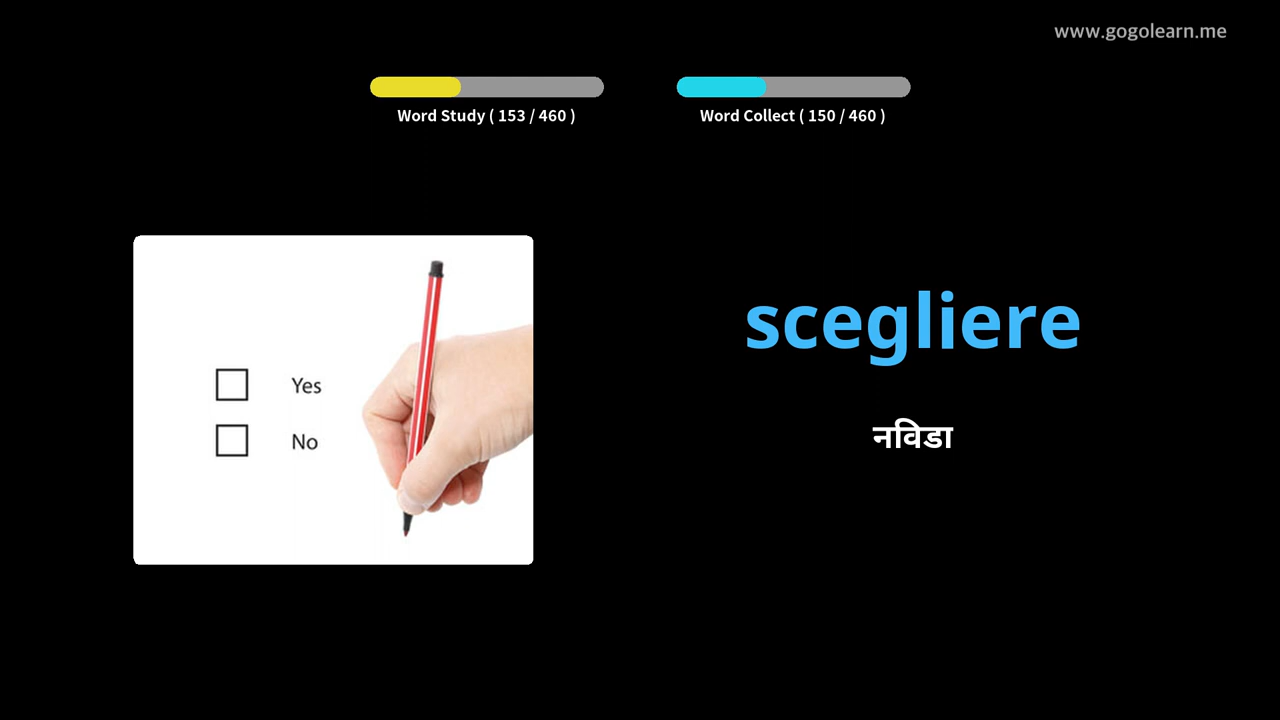 www.gogolearn.me
Word Study ( 153 / 460 )
Word Collect ( 150 / 460 )
Yes
No
scegliere
नविडा